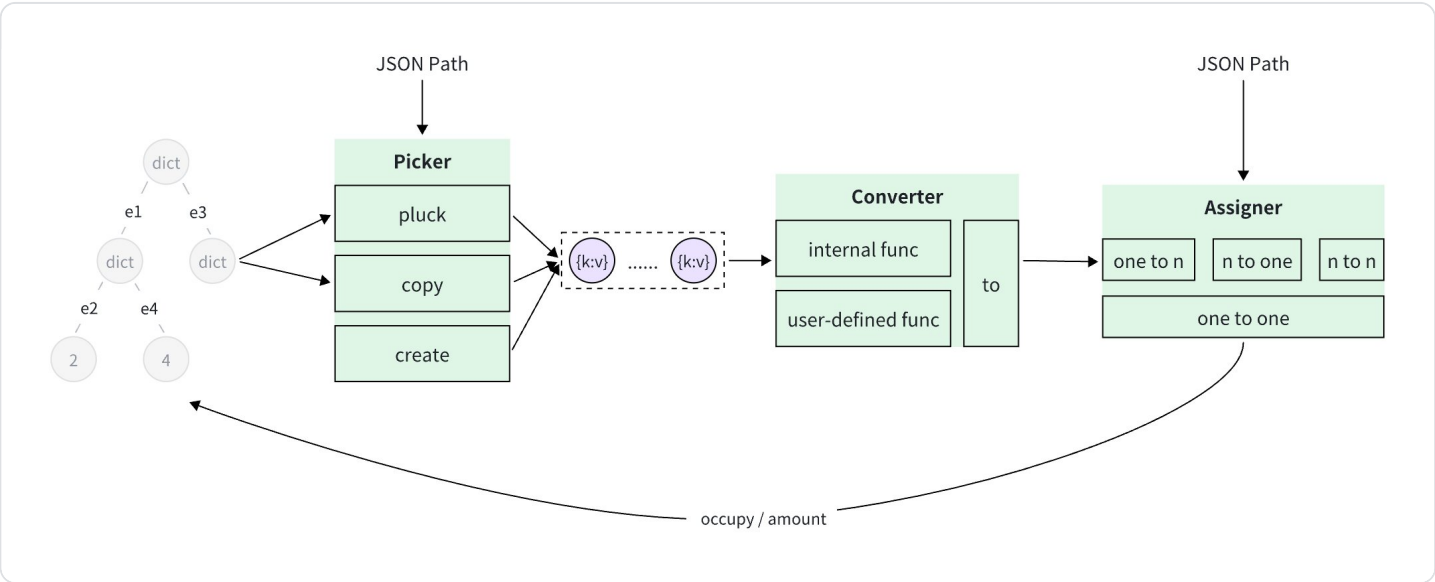 JSON Path
JSON Path
dict
e1
e3
dict
dict
e2
e4
2
4
Picker
pluck
copy
create
{k:v}
......
{k:v}
Converter
internal func
user-defined func
to
Assigner
one to n
n to one
n to n
one to one
occupy / amount